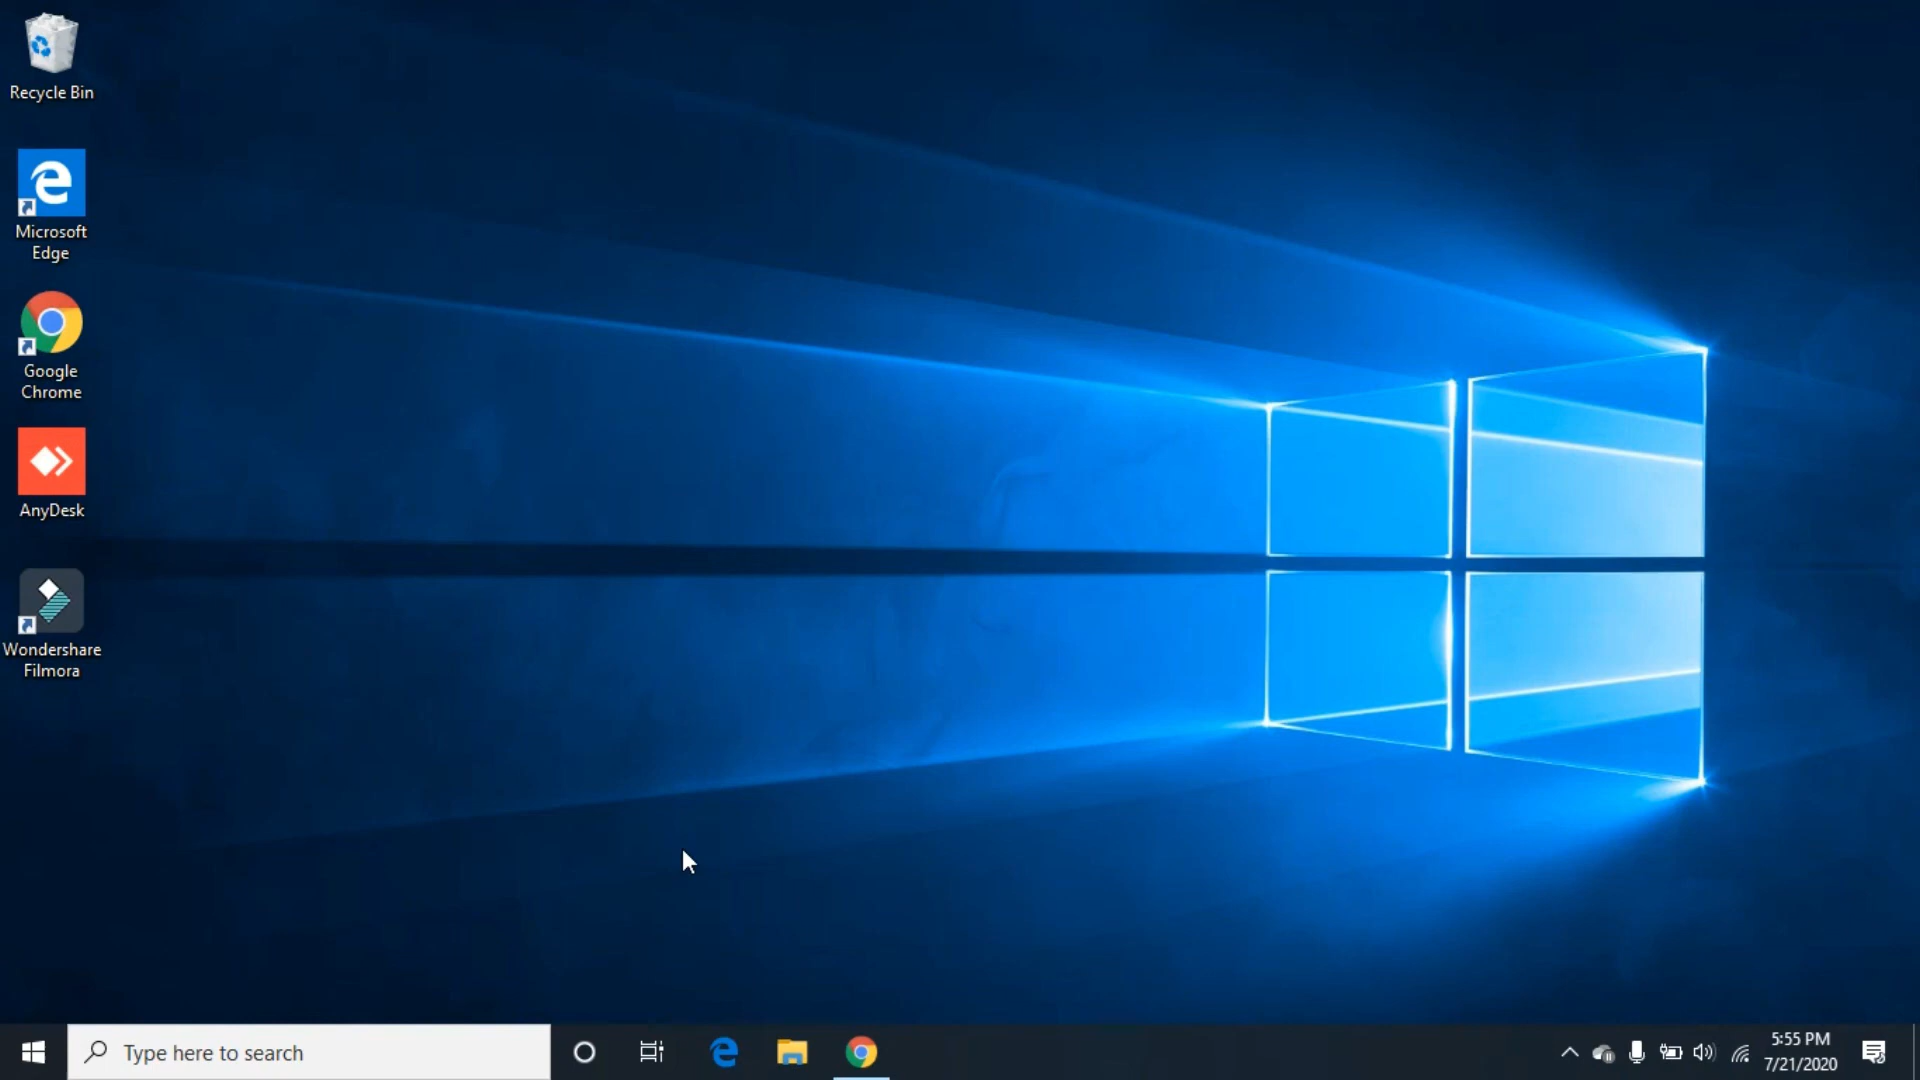 Recycle Bin
Microsoft
Edge
Google
Chrome
AnyDesk
Wondershare
Filmora
Type here to search
5:55 PM
7/21/2020